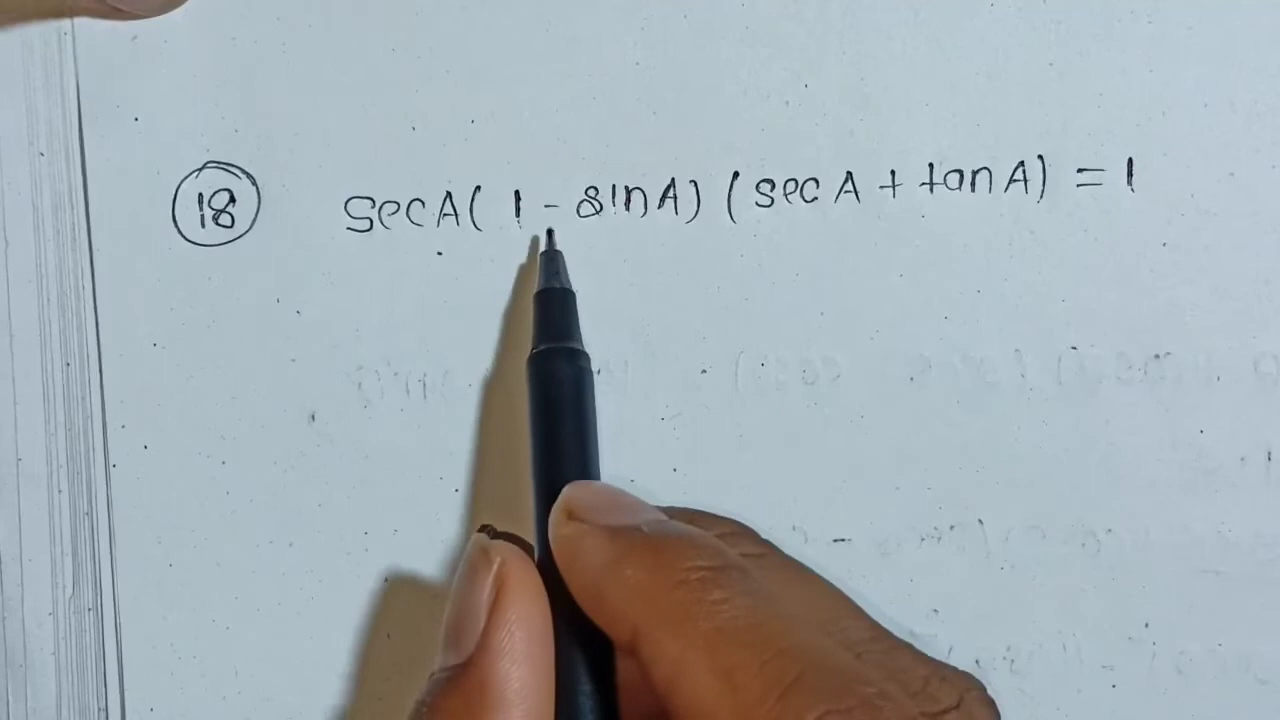 18 secA( 1 - sinA) (secA + tanA) = 1